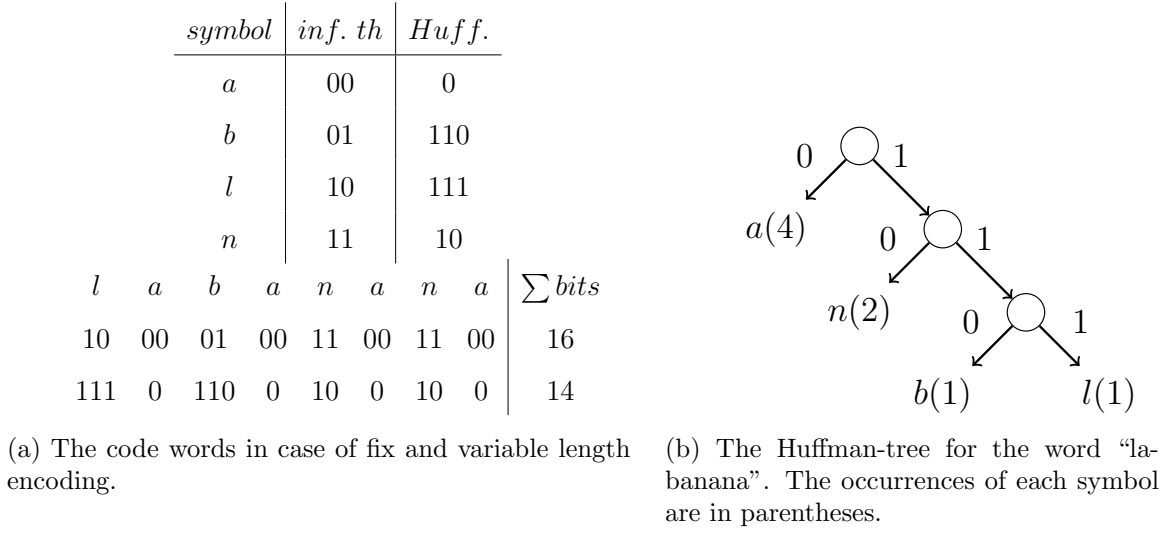 symbol inf. th Huff.
a 00 0
b 01 110
l 10 111
n 11 10
l a b a n a n a ∑ bits
10 00 01 00 11 00 11 00 16
111 0 110 0 10 0 10 0 14
(a) The code words in case of fix and variable length
encoding.
0 1
a(4) 0 1
n(2) 0 1
b(1) l(1)
(b) The Huffman-tree for the word “la-
banana”. The occurrences of each symbol
are in parentheses.